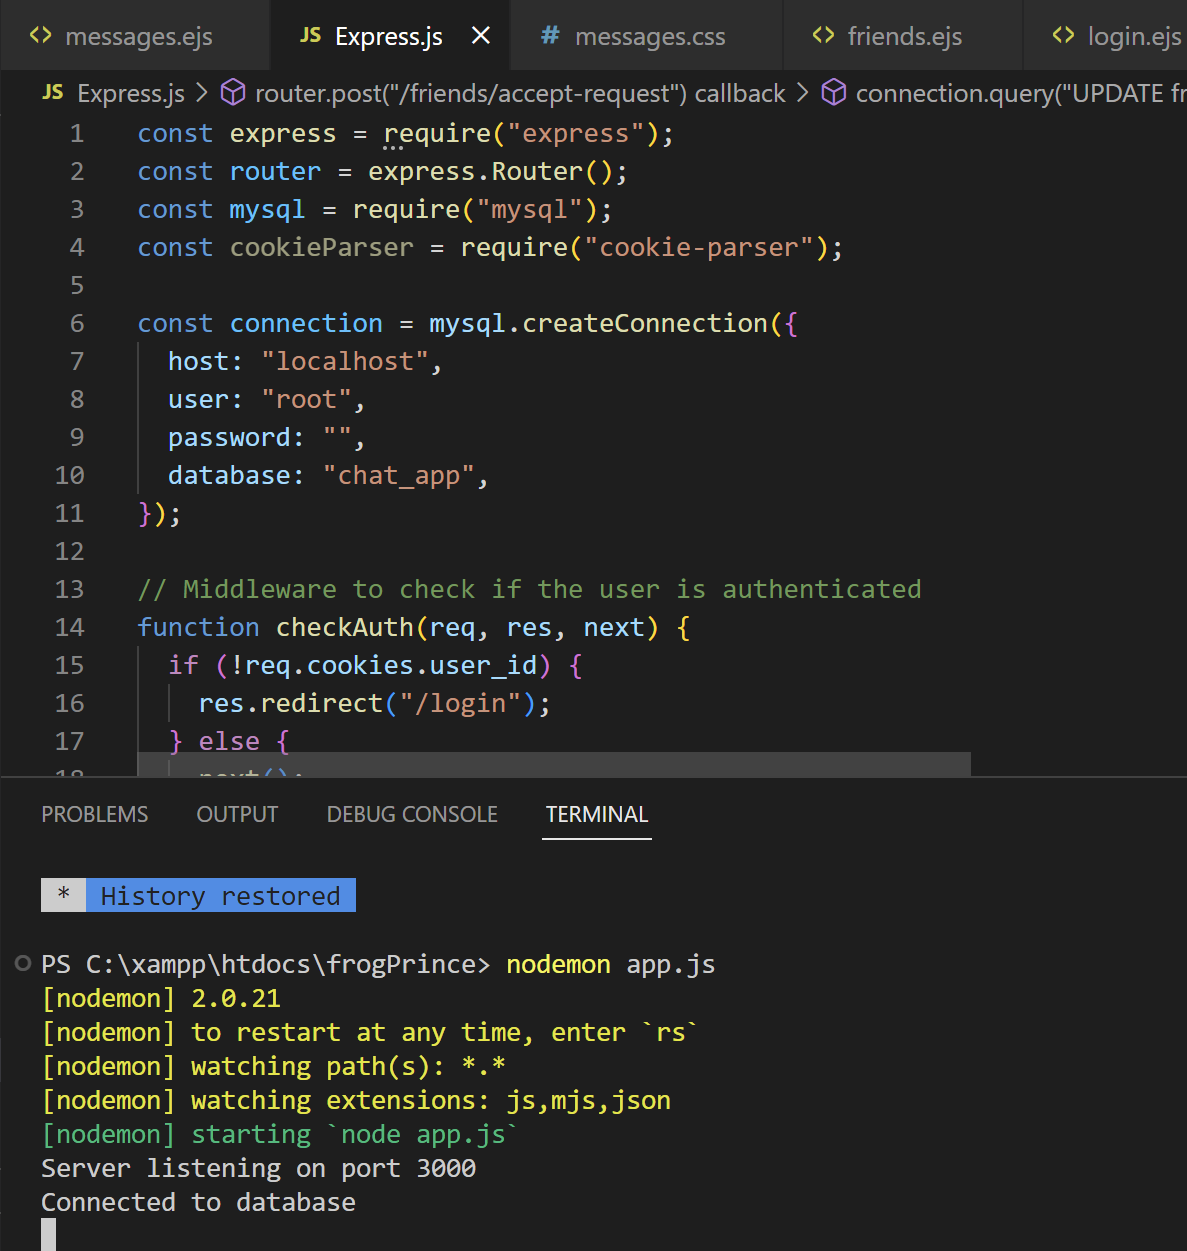 <> messages.ejs JS Express.js × # messages.css <> friends.ejs <> login.ejs
JS Express.js > router.post("/friends/accept-request") callback > connection.query("UPDATE fr
1 const express = require("express");
2 const router = express.Router();
3 const mysql = require("mysql");
4 const cookieParser = require("cookie-parser");
5
6 const connection = mysql.createConnection({
7 host: "localhost",
8 user: "root",
9 password: "",
10 database: "chat_app",
11 });
12
13 // Middleware to check if the user is authenticated
14 function checkAuth(req, res, next) {
15 if (!req.cookies.user_id) {
16 res.redirect("/login");
17 } else {
18 next();
PROBLEMS OUTPUT DEBUG CONSOLE TERMINAL
* History restored
PS C:\xampp\htdocs\frogPrince> nodemon app.js
[nodemon] 2.0.21
[nodemon] to restart at any time, enter `rs`
[nodemon] watching path(s): *.*
[nodemon] watching extensions: js,mjs,json
[nodemon] starting `node app.js`
Server listening on port 3000
Connected to database